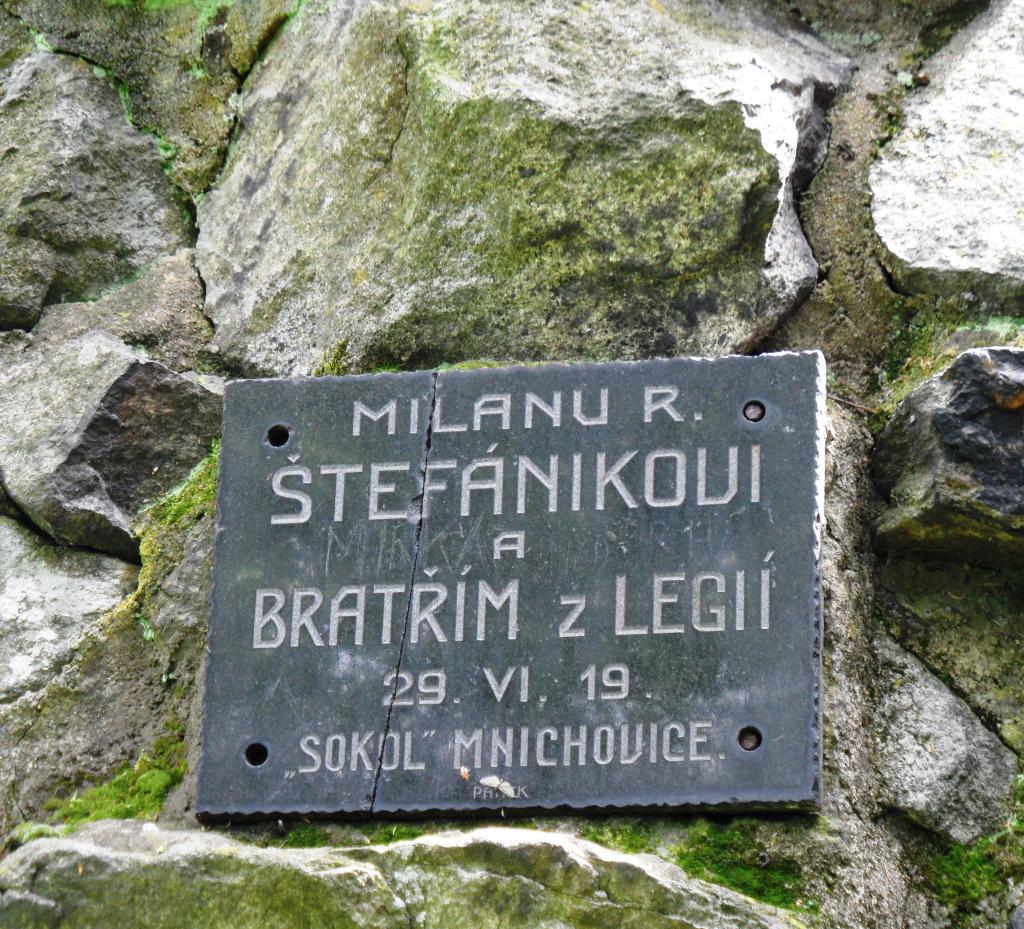 MILANU R.
ŠTEFÁNIKOVI
A
BRATŘÍM Z LEGIÍ
29. VI. 19.
„SOKOL" MNICHOVICE.